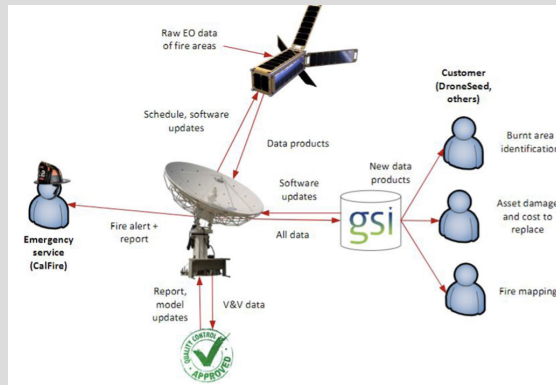 Raw EO data
of fire areas
Customer
(DroneSeed,
others)
Schedule, software
updates
Burnt area
identification
Data products
New data
products
Software
updates
gsi
Asset damage
and cost to
replace
Fire alert +
report
All data
Emergency
service
(CalFire)
Fire mapping
Report,
model
updates
V&V data
QUALITY CONTROL
APPROVED